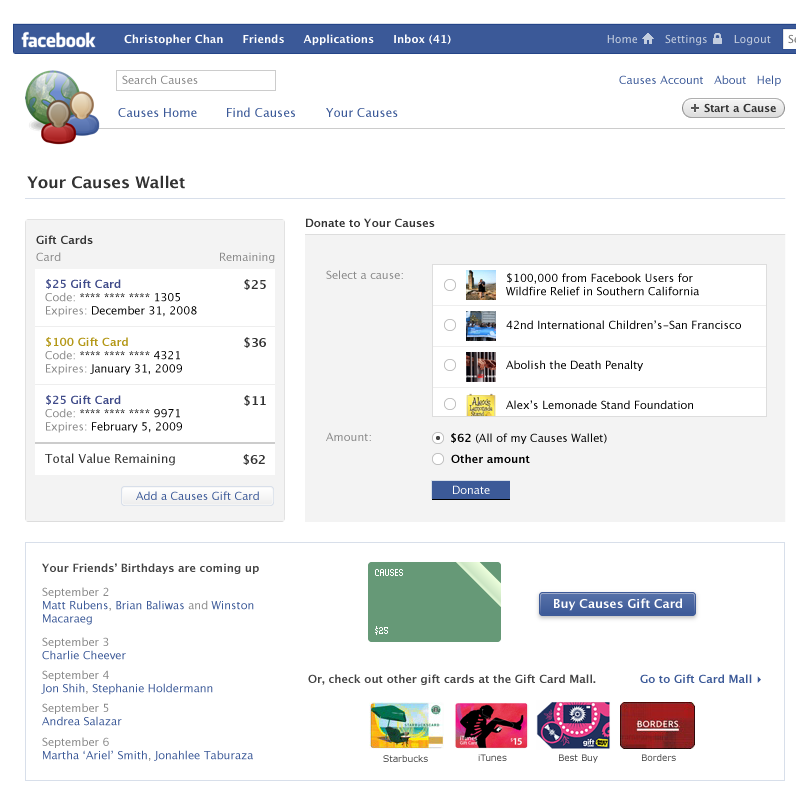 facebook Christopher Chan Friends Applications Inbox (41) Home Settings Logout
Search Causes
Causes Account About Help
Causes Home Find Causes Your Causes
+ Start a Cause
Your Causes Wallet
Gift Cards
Card Remaining
$25 Gift Card $25
Code: **** **** **** 1305
Expires: December 31, 2008
$100 Gift Card $36
Code: **** **** **** 4321
Expires: January 31, 2009
$25 Gift Card $11
Code: **** **** **** 9971
Expires: February 5, 2009
Total Value Remaining $62
Add a Causes Gift Card
Donate to Your Causes
Select a cause:
$100,000 from Facebook Users for
Wildfire Relief in Southern California
42nd International Children’s–San Francisco
Abolish the Death Penalty
Alex’s Lemonade Stand Foundation
Alex's
Lemonade
Stand
Amount:
$62 (All of my Causes Wallet)
Other amount
Donate
Your Friends’ Birthdays are coming up
September 2
Matt Rubens, Brian Baliwas and Winston
Macaraeg
September 3
Charlie Cheever
September 4
Jon Shih, Stephanie Holdermann
September 5
Andrea Salazar
September 6
Martha ‘Ariel’ Smith, Jonahlee Taburaza
CAUSES
$25
Buy Causes Gift Card
Or, check out other gift cards at the Gift Card Mall. Go to Gift Card Mall
iTunes
$15
gift
BORDERS.
Starbucks
iTunes
Best Buy
Borders